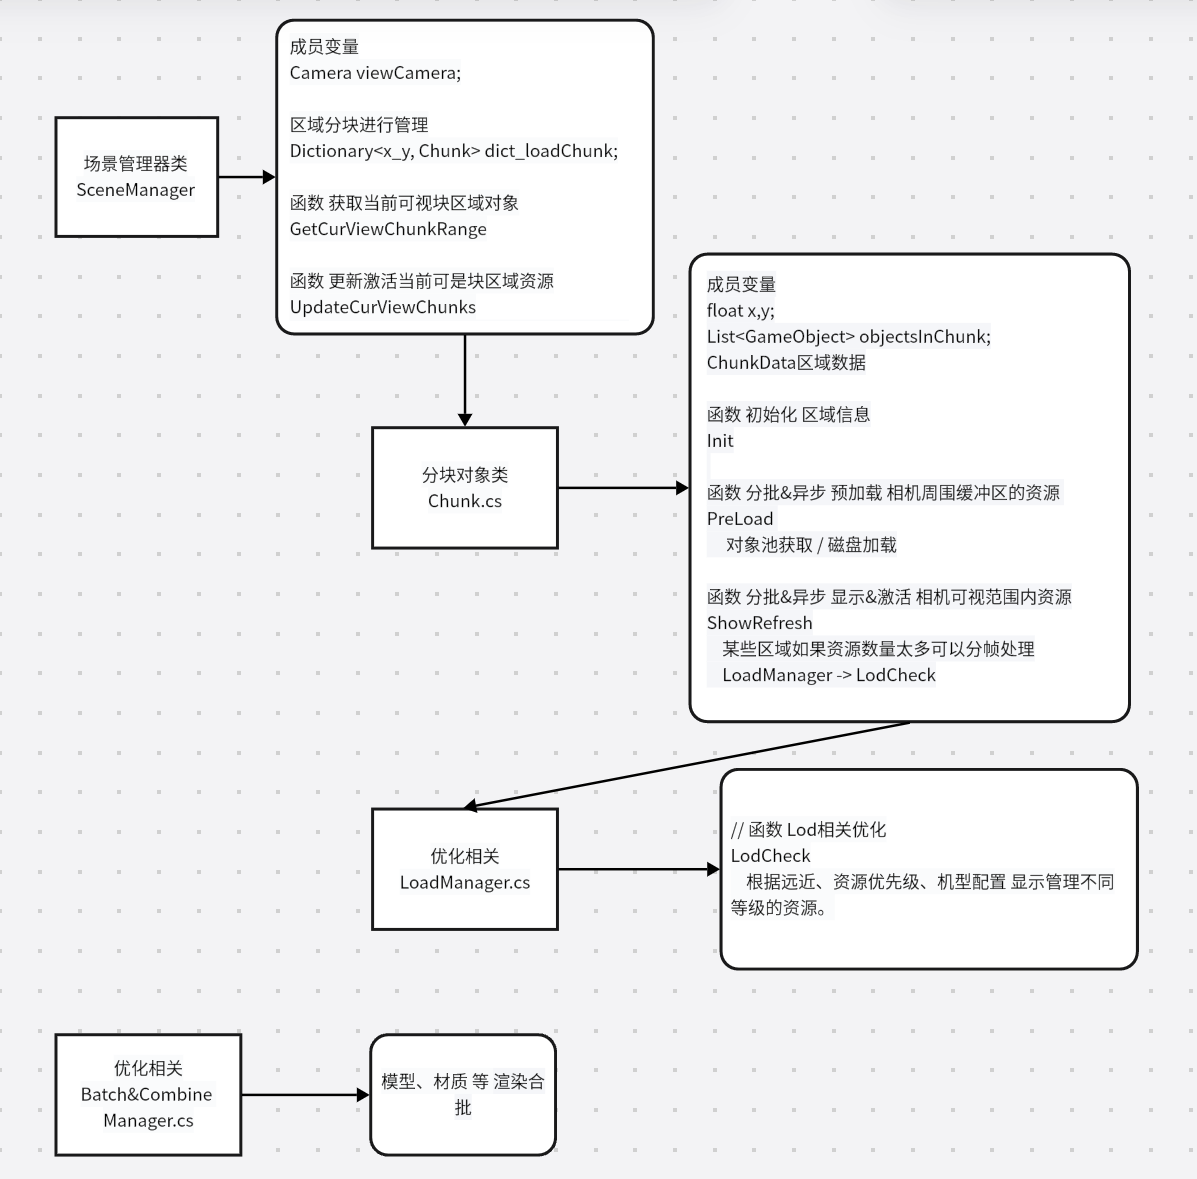 成员变量
Camera viewCamera;
区域分块进行管理
Dictionary<x_y, Chunk> dict_loadChunk;
函数 获取当前可视块区域对象
GetCurViewChunkRange
函数 更新激活当前可是块区域资源
UpdateCurViewChunks
场景管理器类
SceneManager
成员变量
float x,y;
List<GameObject> objectsInChunk;
ChunkData区域数据
函数 初始化 区域信息
Init
函数 分批&异步 预加载 相机周围缓冲区的资源
PreLoad
对象池获取 / 磁盘加载
函数 分批&异步 显示&激活 相机可视范围内资源
ShowRefresh
某些区域如果资源数量太多可以分帧处理
LoadManager -> LodCheck
分块对象类
Chunk.cs
优化相关
LoadManager.cs
// 函数 Lod相关优化
LodCheck
根据远近、资源优先级、机型配置 显示管理不同
等级的资源。
优化相关
Batch&Combine
Manager.cs
模型、材质 等 渲染合
批